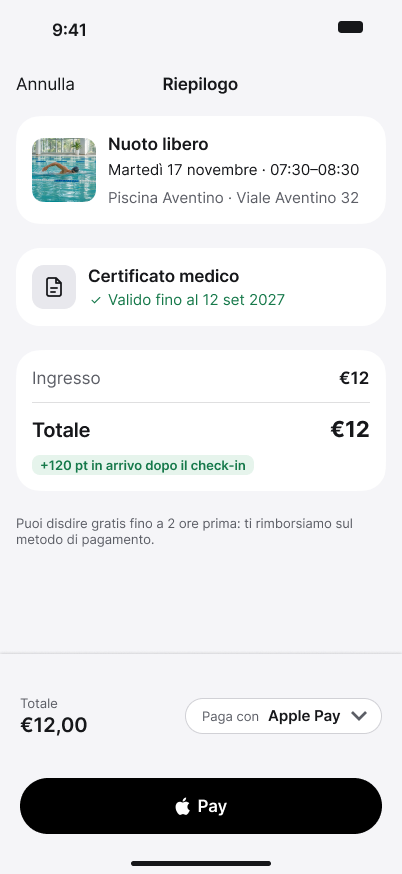 9:41
Annulla
Riepilogo
Nuoto libero
Martedì 17 novembre · 07:30–08:30
Piscina Aventino · Viale Aventino 32
Certificato medico
✓ Valido fino al 12 set 2027
Ingresso €12
Totale €12
+120 pt in arrivo dopo il check-in
Puoi disdire gratis fino a 2 ore prima: ti rimborsiamo sul
metodo di pagamento.
Totale
€12,00
Paga con Apple Pay
Pay